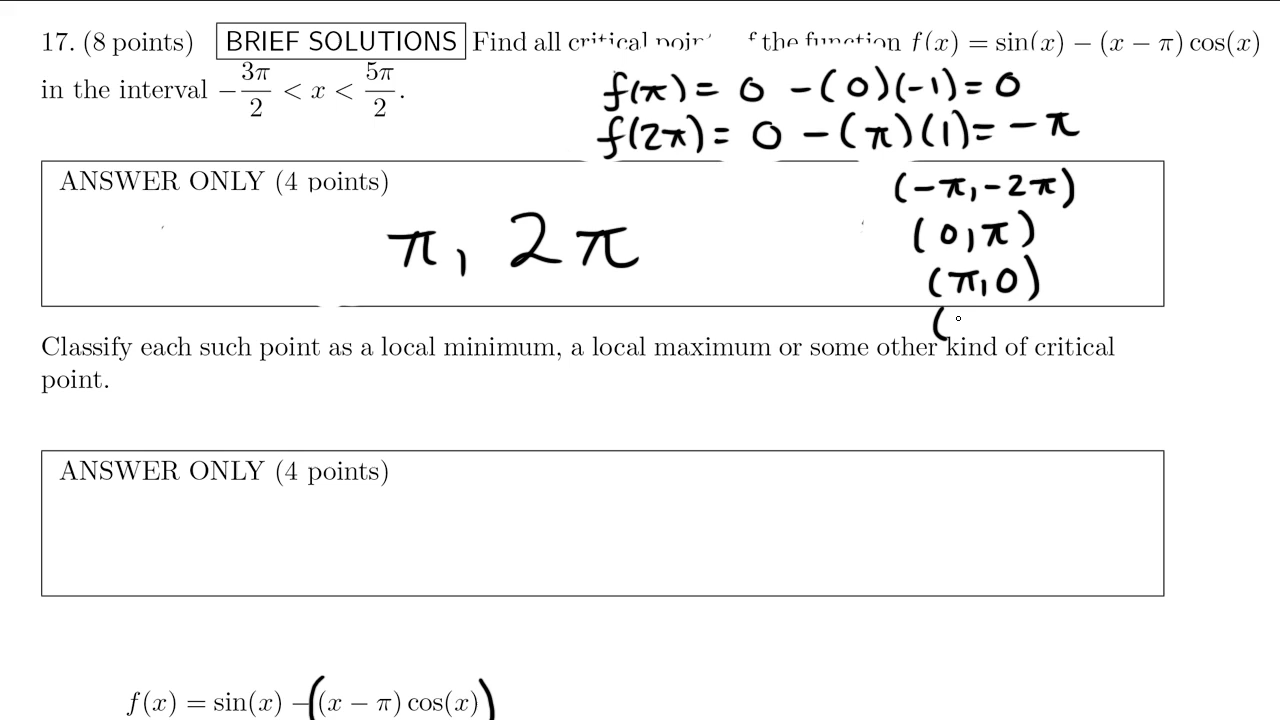 17. (8 points) BRIEF SOLUTIONS Find all critical f the function f(x) = sin(x) − (x − π) cos(x)
in the interval −3π/2 < x < 5π/2.
f(π) = 0 −(0)(−1) = 0
f(2π) = 0 −(π)(1) = −π
ANSWER ONLY (4 points)
(−π, −2π)
(0, π)
π, 2π
(π, 0)
(
Classify each such point as a local minimum, a local maximum or some other kind of critical
point.
ANSWER ONLY (4 points)
f(x) = sin(x) − ((x − π) cos(x))